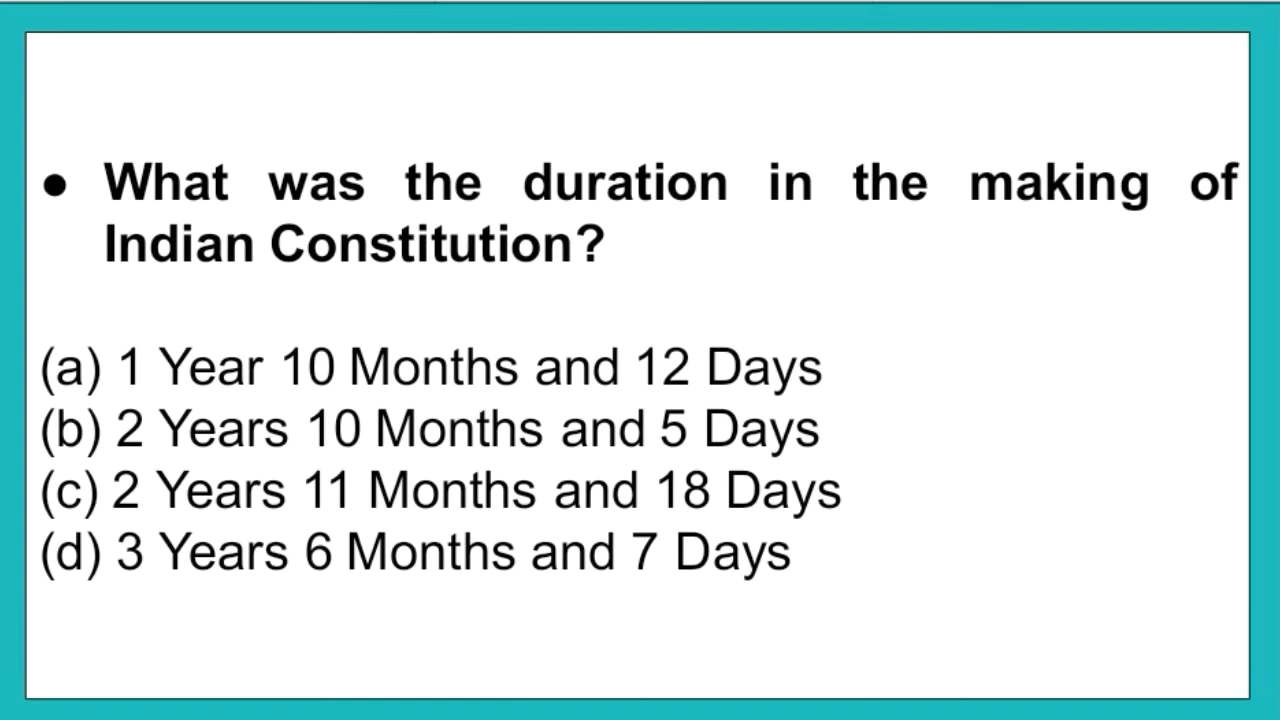 ● What was the duration in the making of
Indian Constitution?
(a) 1 Year 10 Months and 12 Days
(b) 2 Years 10 Months and 5 Days
(c) 2 Years 11 Months and 18 Days
(d) 3 Years 6 Months and 7 Days